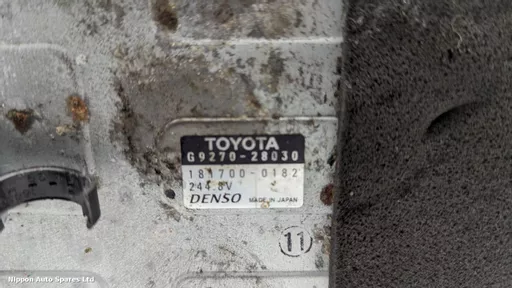 TOYOTA
G9270-28030
181700-0182
244.8V
DENSO MADE IN JAPAN
11
Nippon Auto Spares Ltd